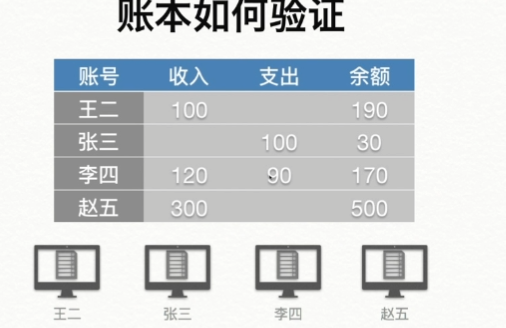 账本如何验证
账号 收入 支出 余额
王二 100 190
张三 100 30
李四 120 90 170
赵五 300 500
王二 张三 李四 赵五